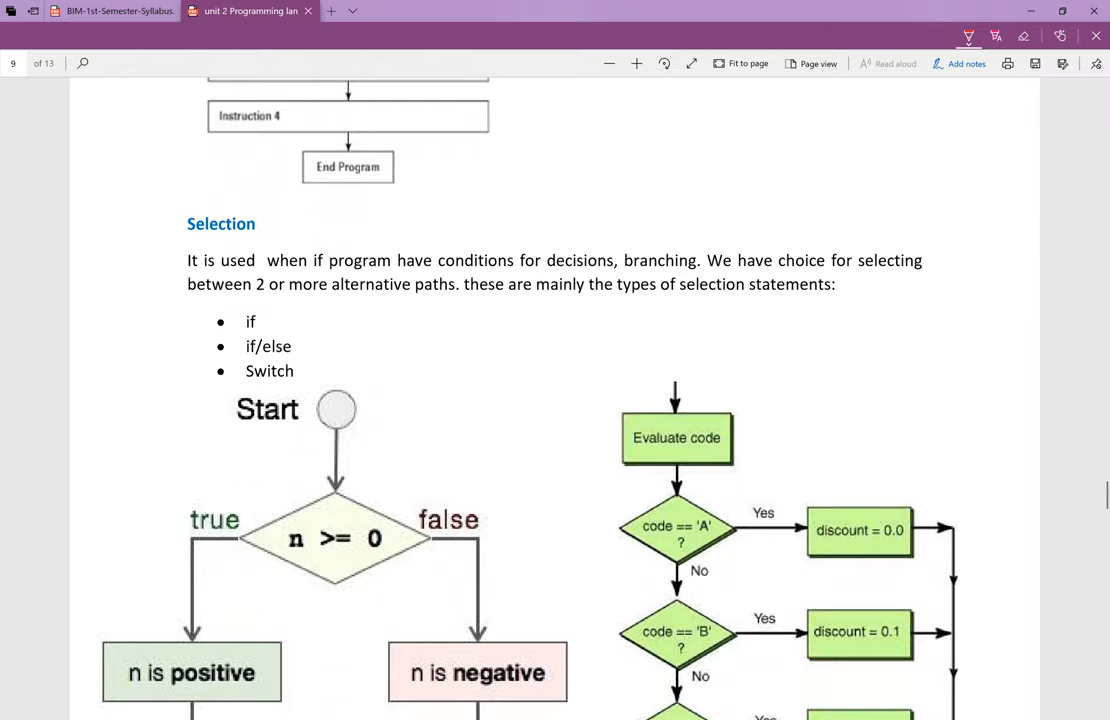 BIM-1st-Semester-Syllabus.
unit 2 Programming lan
9 of 13
Fit to page
Page view
Read aloud
Add notes
Instruction 4
End Program
Selection
It is used when if program have conditions for decisions, branching. We have choice for selecting
between 2 or more alternative paths. these are mainly the types of selection statements:
• if
• if/else
• Switch
Start
true
false
n >= 0
n is positive
n is negative
Evaluate code
code == 'A'
?
Yes
discount = 0.0
No
code == 'B'
?
Yes
discount = 0.1
No
Yes